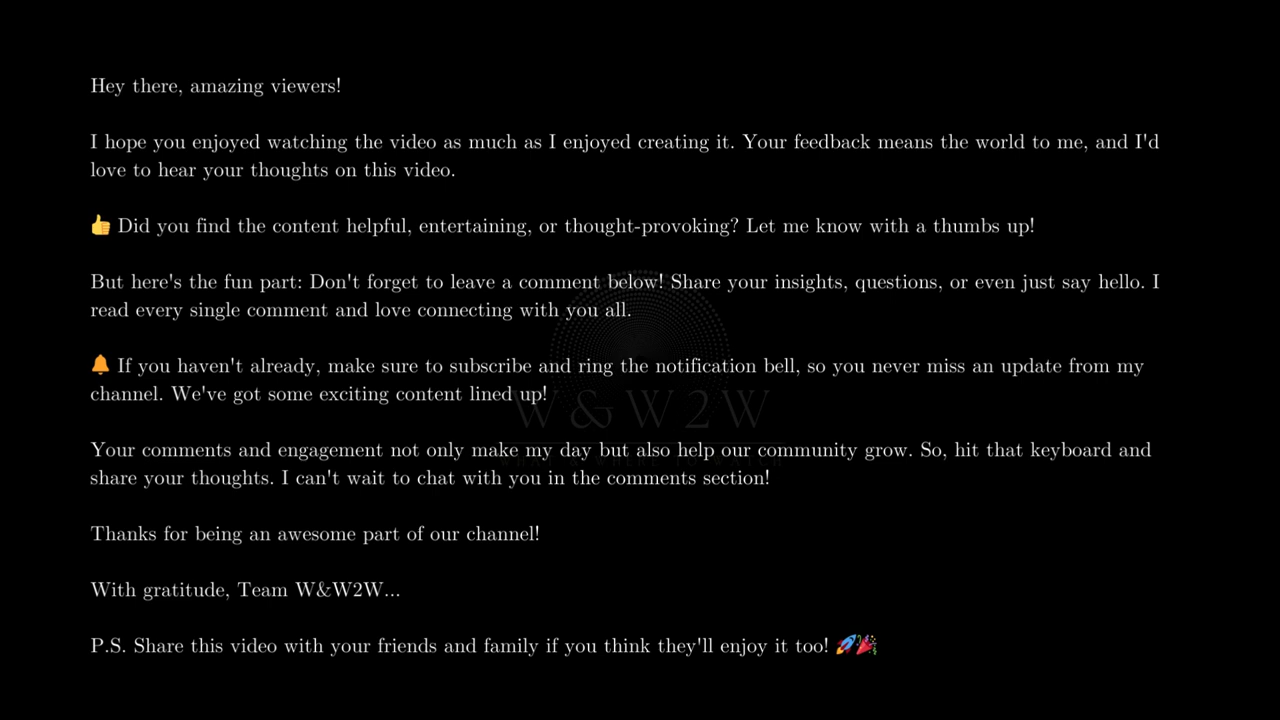 Hey there, amazing viewers!
I hope you enjoyed watching the video as much as I enjoyed creating it. Your feedback means the world to me, and I'd
love to hear your thoughts on this video.
👍 Did you find the content helpful, entertaining, or thought-provoking? Let me know with a thumbs up!
But here's the fun part: Don't forget to leave a comment below! Share your insights, questions, or even just say hello. I
read every single comment and love connecting with you all.
🔔 If you haven't already, make sure to subscribe and ring the notification bell, so you never miss an update from my
channel. We've got some exciting content lined up!
W&W2W
Your comments and engagement not only make my day but also help our community grow. So, hit that keyboard and
share your thoughts. I can't wait to chat with you in the comments section!
Thanks for being an awesome part of our channel!
With gratitude, Team W&W2W...
P.S. Share this video with your friends and family if you think they'll enjoy it too! 🚀🎉